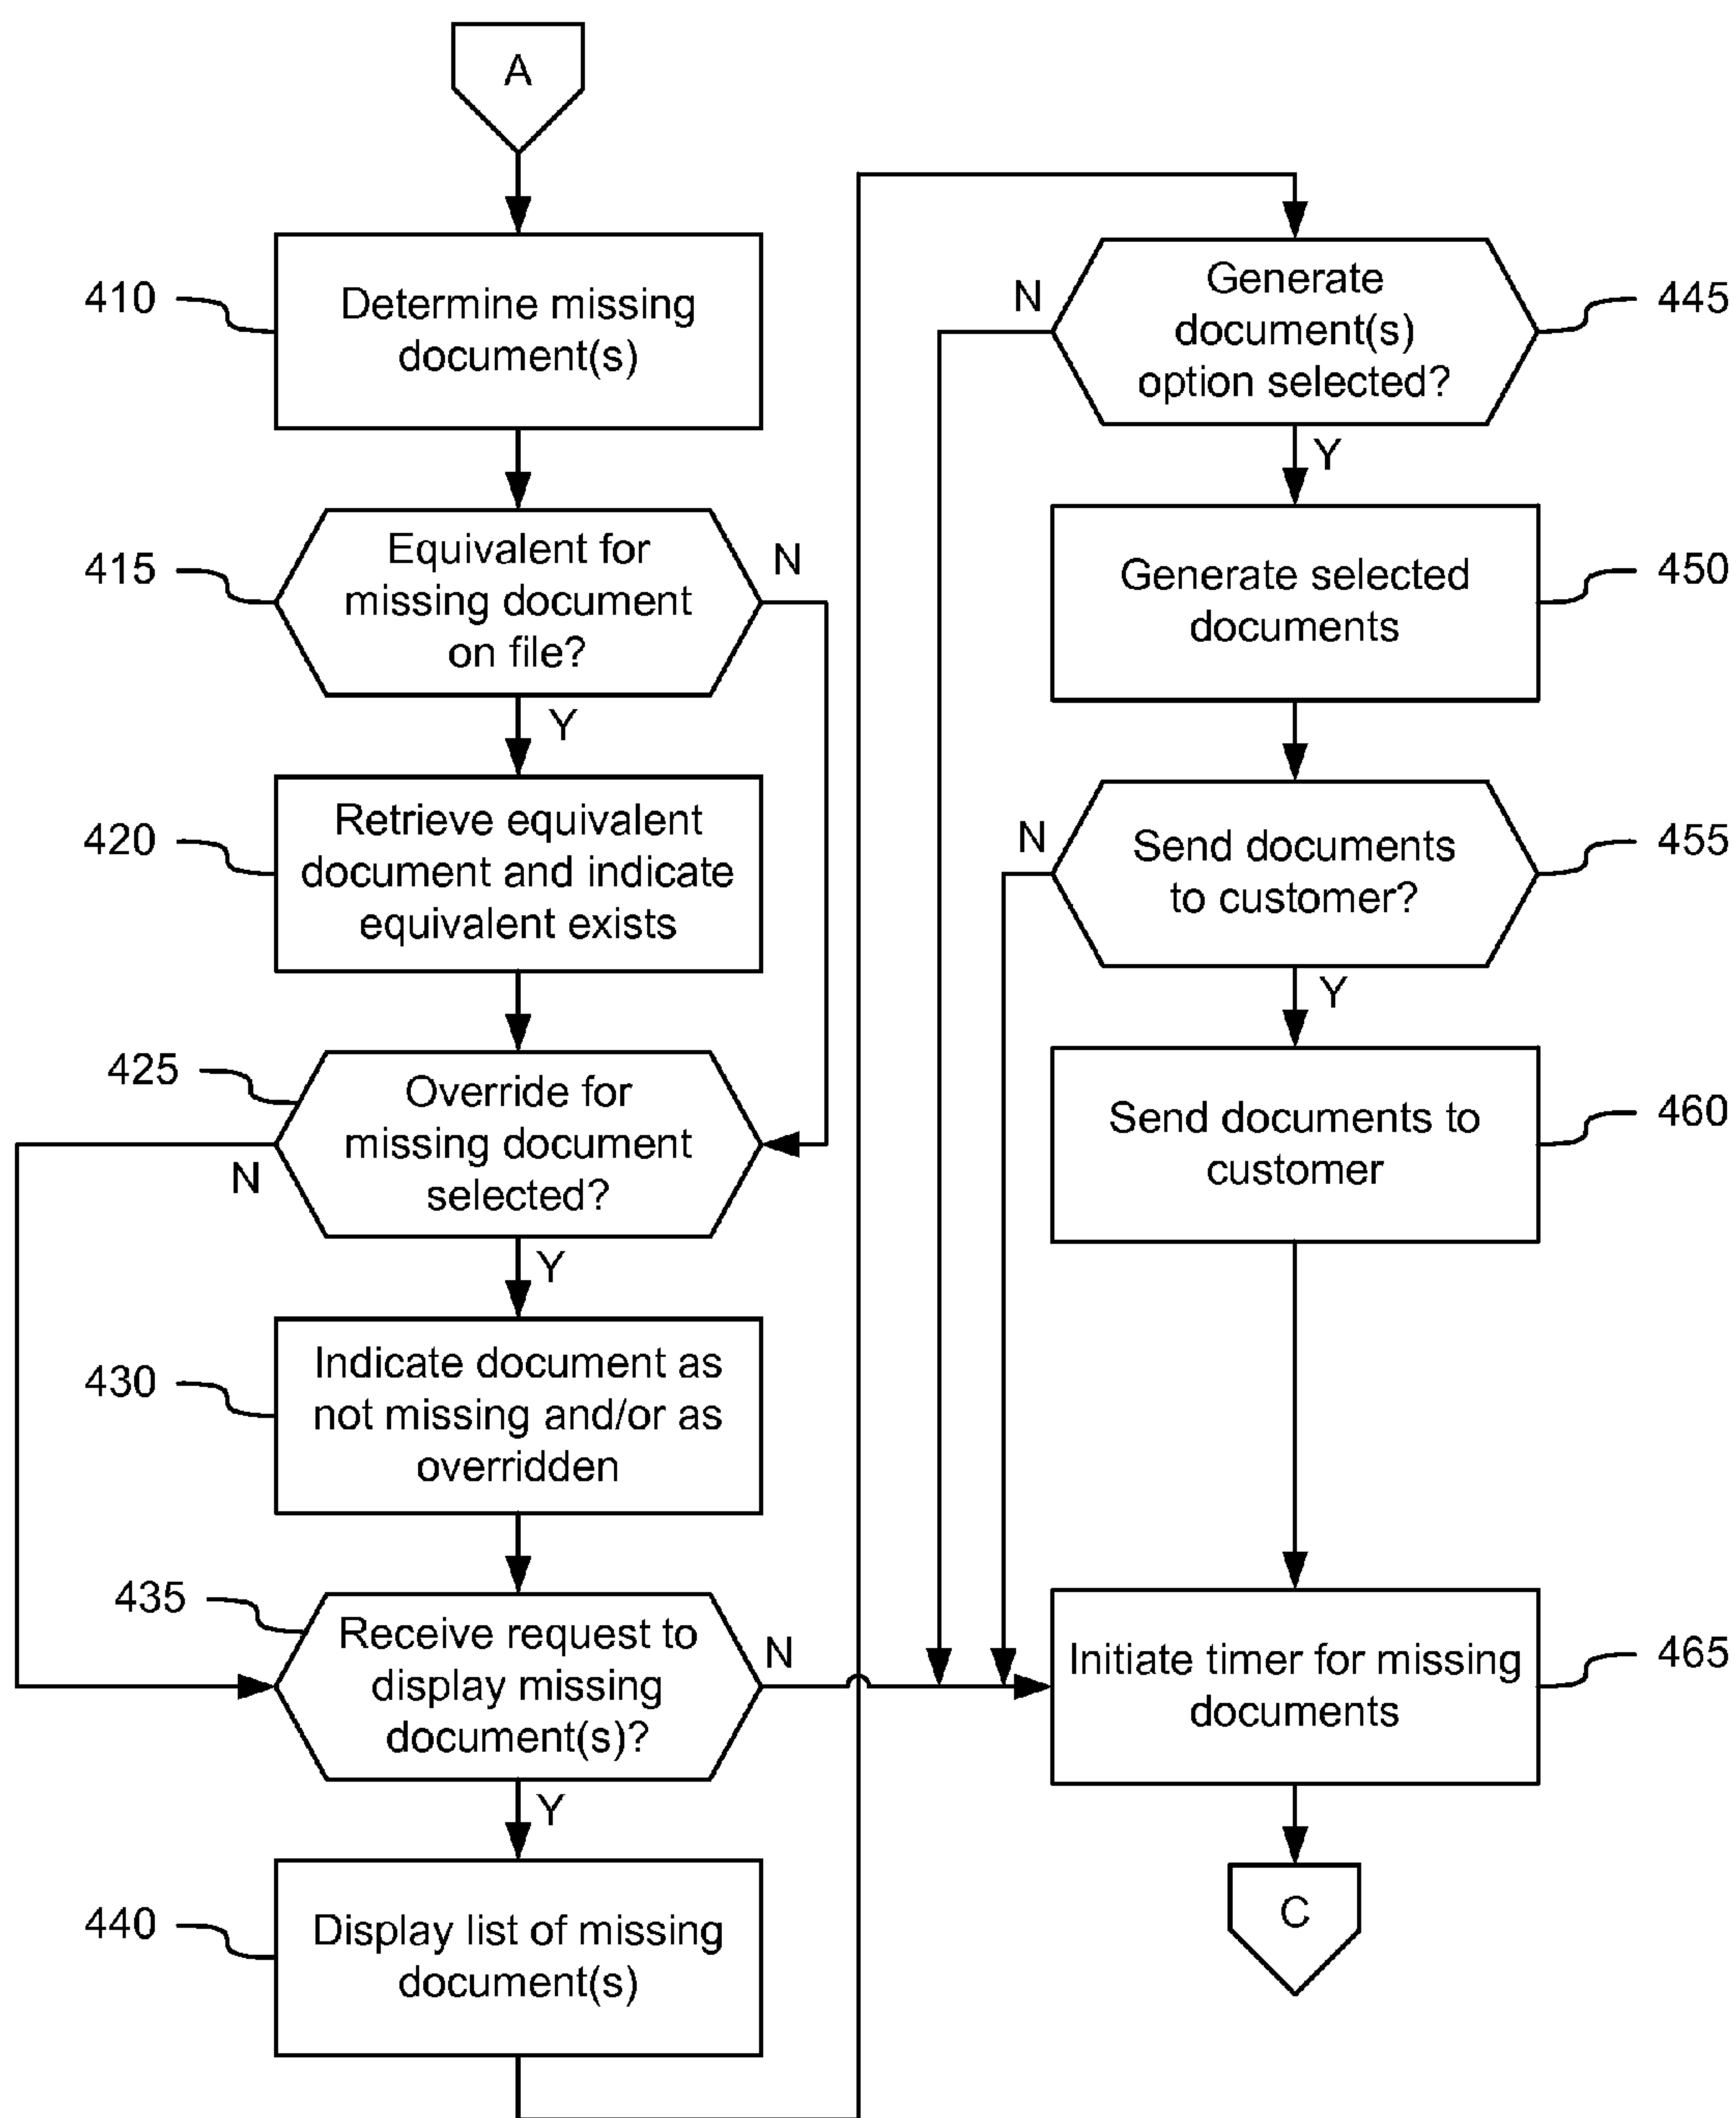 A
410
Determine missing
document(s)
415
Equivalent for
missing document
on file?
N
Y
420
Retrieve equivalent
document and indicate
equivalent exists
425
Override for
missing document
selected?
N
Y
430
Indicate document as
not missing and/or as
overridden
435
Receive request to
display missing
document(s)?
N
Y
440
Display list of missing
document(s)
445
Generate
document(s)
option selected?
N
Y
450
Generate selected
documents
455
Send documents
to customer?
N
Y
460
Send documents to
customer
465
Initiate timer for missing
documents
C